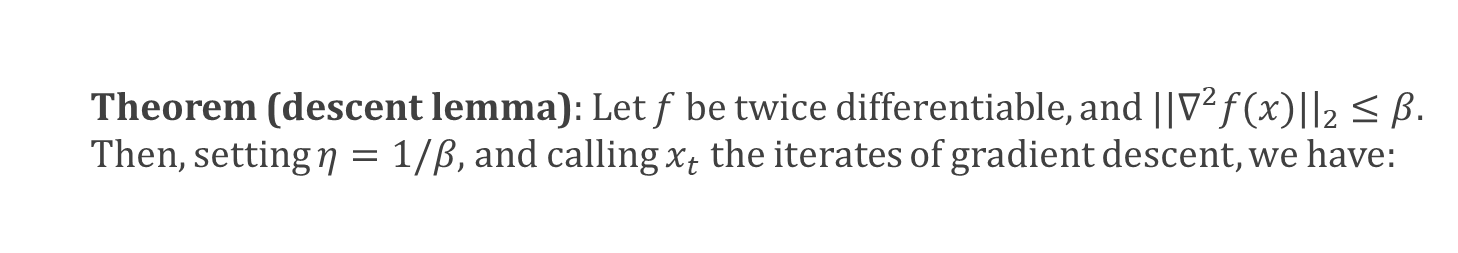 Theorem (descent lemma): Let f be twice differentiable, and ||∇²f(x)||₂ ≤ β.
Then, setting η = 1/β, and calling xₜ the iterates of gradient descent, we have: